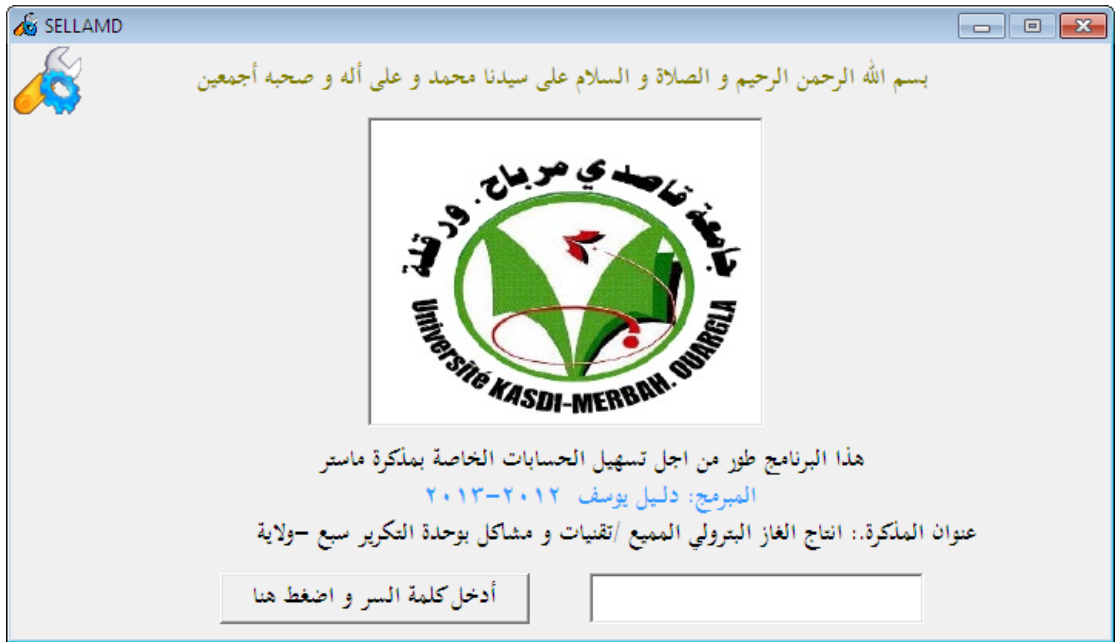 SELLAMD
بسم الله الرحمن الرحيم و الصلاة و السلام على سيدنا محمد و على أله و صحبه أجمعين
جامعة قاصدي مرباح . ورقلة
Université KASDI-MERBAH. OUARGLA
هذا البرنامج طور من اجل تسهيل الحسابات الخاصة بمذكرة ماستر
المبرمج: دليل يوسف ٢٠١٢-٢٠١٣
عنوان المذكرة.: انتاج الغاز البترولي المميع /تقنيات و مشاكل بوحدة التكرير سبع -ولاية
أدخل كلمة السر و اضغط هنا